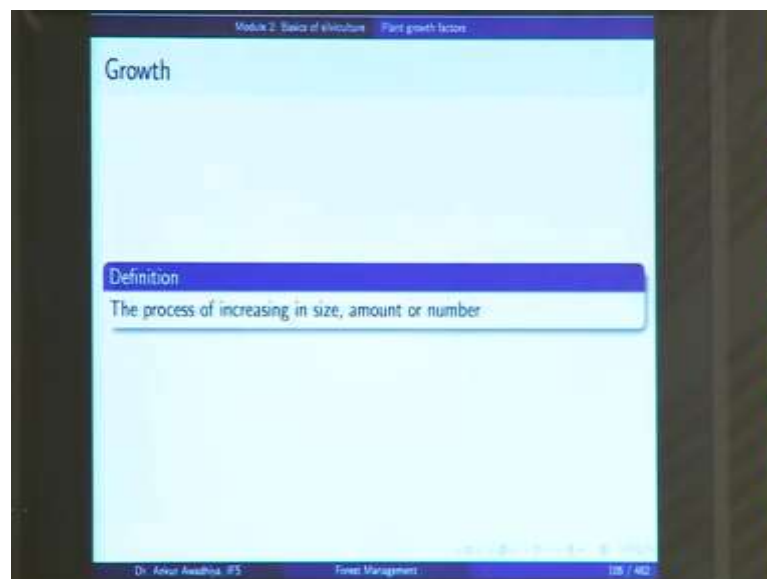 Module 2: Basics of silviculture Plant growth factors
Growth
Definition
The process of increasing in size, amount or number
Dr. Ankur Awadhiya, IFS Forest Management / 462